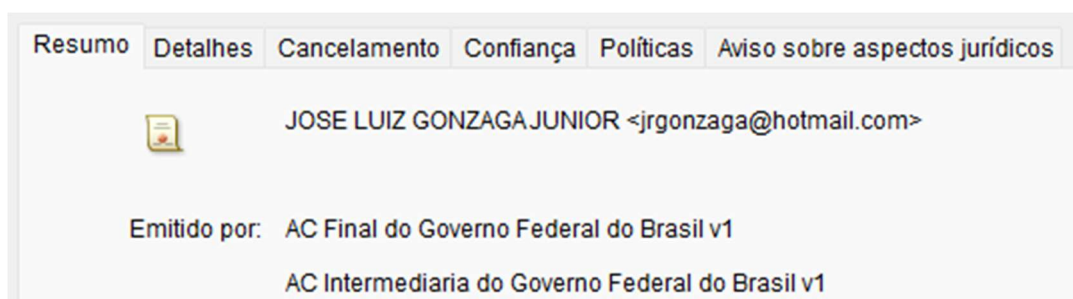 Resumo Detalhes Cancelamento Confiança Políticas Aviso sobre aspectos jurídicos
JOSE LUIZ GONZAGA JUNIOR <jrgonzaga@hotmail.com>
Emitido por: AC Final do Governo Federal do Brasil v1
AC Intermediaria do Governo Federal do Brasil v1